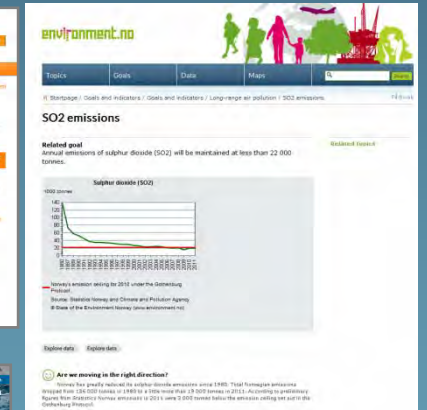 environment.no
Topics
Goals
Data
Maps
Startpage / Goals and indicators / Goals and indicators / Long-range air pollution / SO2 emissions
SO2 emissions
Related goal
Annual emissions of sulphur dioxide (SO2) will be maintained at less than 22 000
tonnes.
Related topics
Sulphur dioxide (SO2)
1000 tonnes
140
120
100
80
60
40
20
0
Norway's emission ceiling for 2010 under the Gothenburg
Protocol
Source: Statistics Norway and Climate and Pollution Agency
© State of the Environment Norway (www.environment.no)
Explore data
Explore data
Are we moving in the right direction?
Norway has greatly reduced its sulphur dioxide emissions since 1980. Total Norwegian emissions
dropped from 136 000 tonnes in 1980 to a little more than 19 000 tonnes in 2011. According to preliminary
figures from Statistics Norway emissions in 2011 were 3 000 tonnes below the emission ceiling set out in the
Gothenburg Protocol.